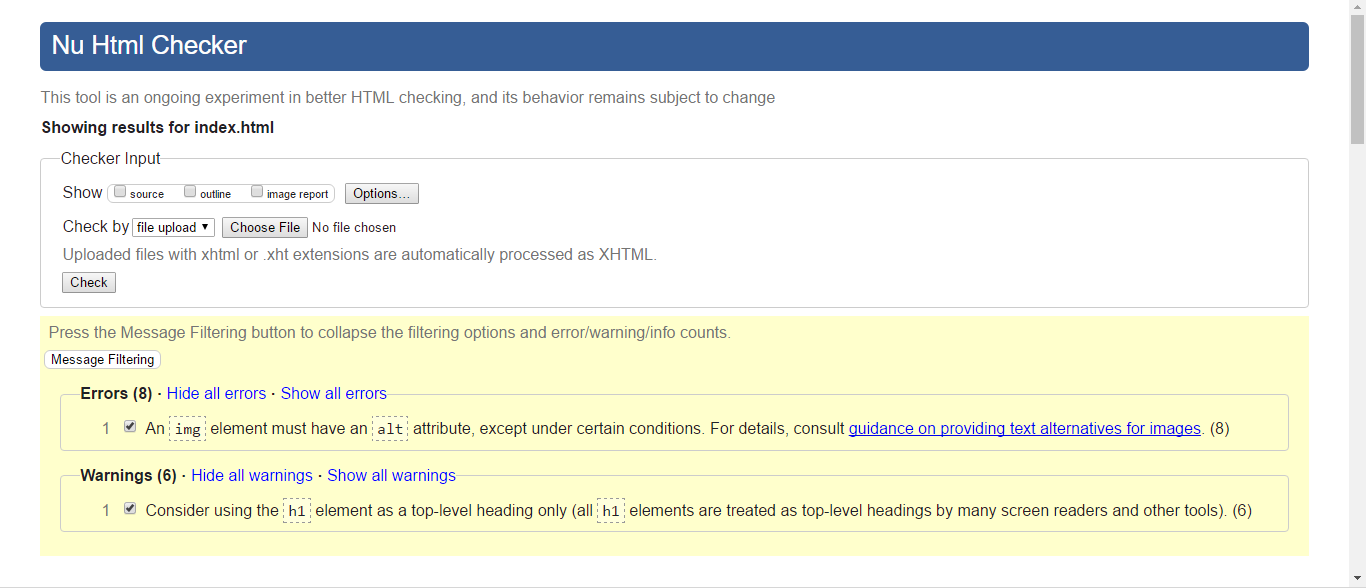 Nu Html Checker
This tool is an ongoing experiment in better HTML checking, and its behavior remains subject to change
Showing results for index.html
Checker Input
Show source outline image report Options...
Check by file upload ▼ Choose File No file chosen
Uploaded files with xhtml or .xht extensions are automatically processed as XHTML.
Check
Press the Message Filtering button to collapse the filtering options and error/warning/info counts.
Message Filtering
Errors (8) · Hide all errors · Show all errors
1 An img element must have an alt attribute, except under certain conditions. For details, consult guidance on providing text alternatives for images. (8)
Warnings (6) · Hide all warnings · Show all warnings
1 Consider using the h1 element as a top-level heading only (all h1 elements are treated as top-level headings by many screen readers and other tools). (6)